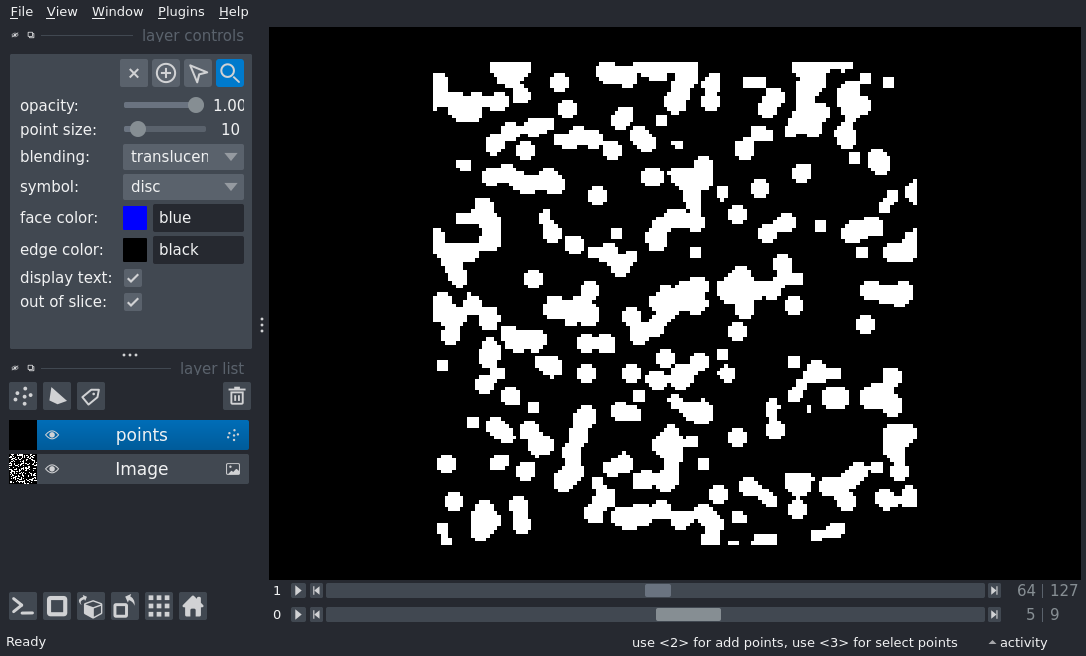 File View Window Plugins Help
layer controls
opacity: 1.00
point size: 10
blending: translucen
symbol: disc
face color: blue
edge color: black
display text:
out of slice:
layer list
points
Image
1 64 127
0 5 9
Ready use <2> for add points, use <3> for select points activity